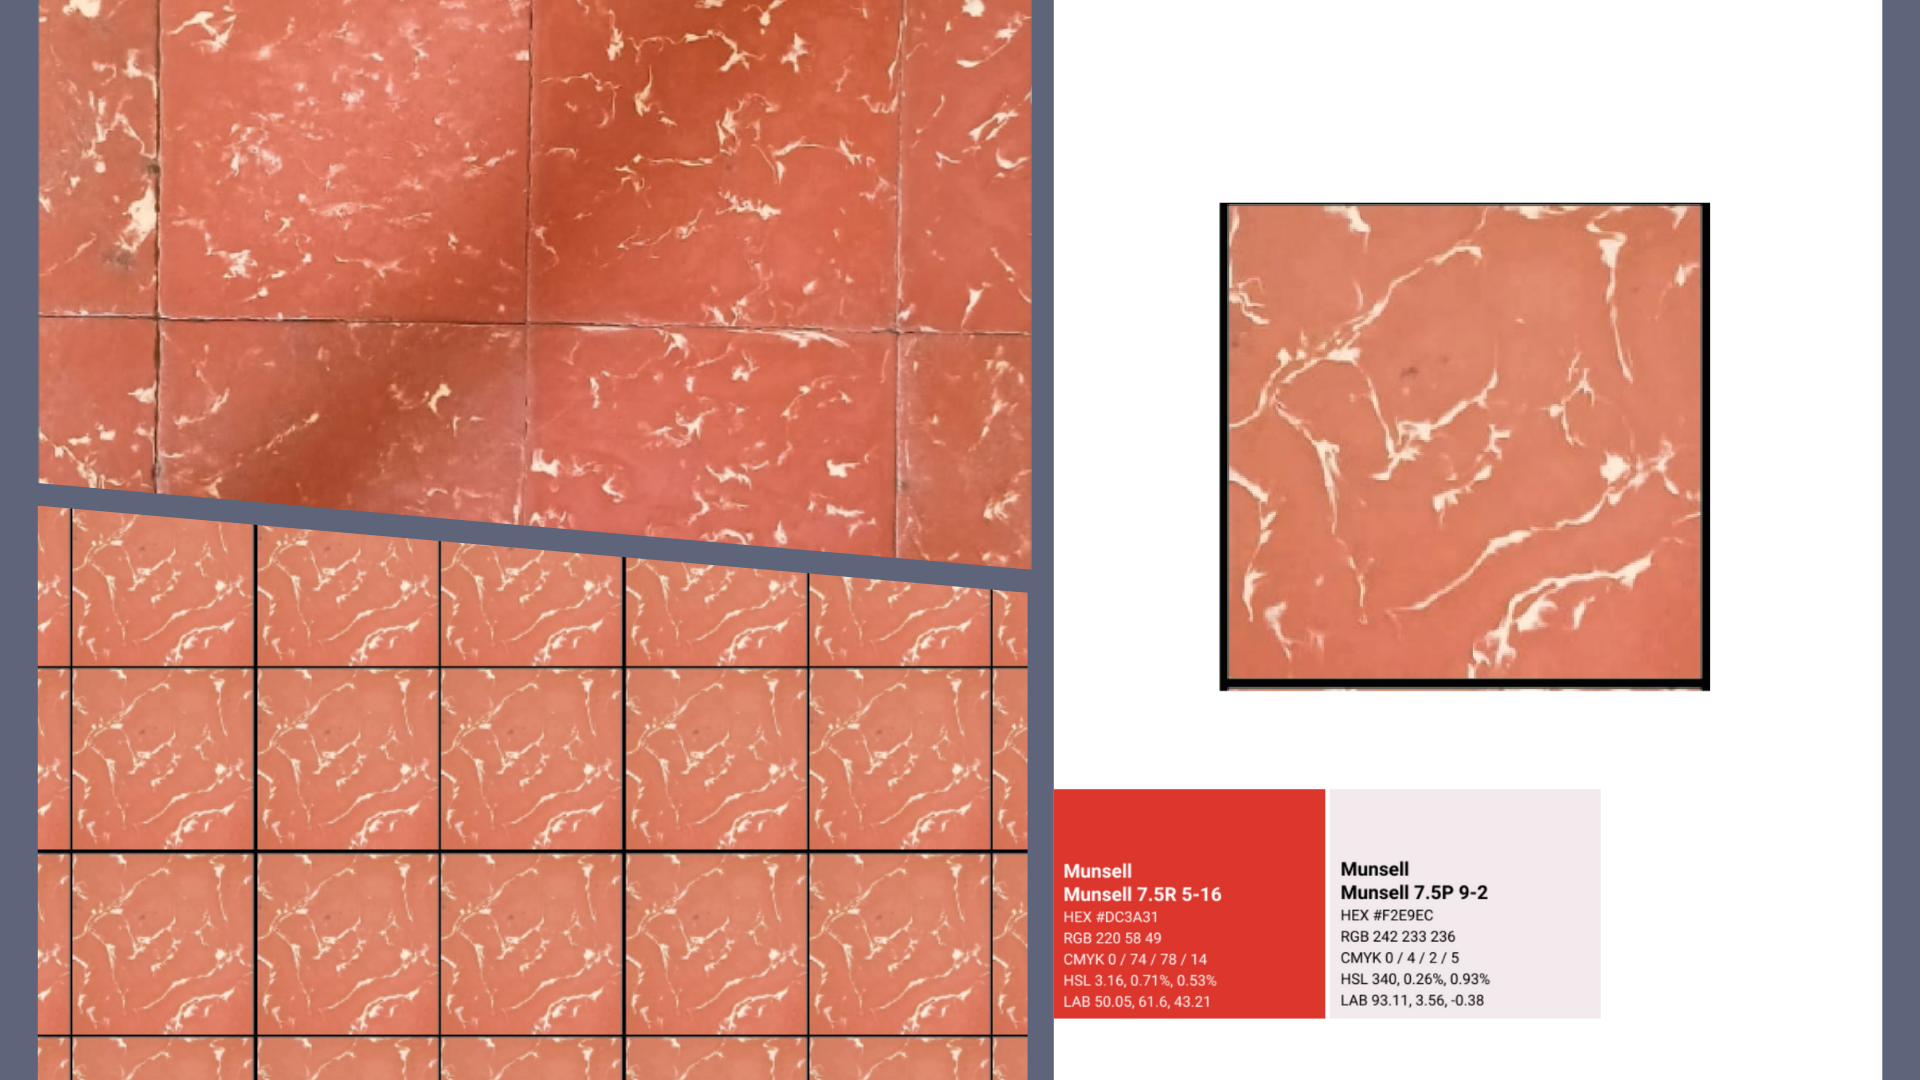 Munsell
Munsell 7.5R 5-16
HEX #DC3A31
RGB 220 58 49
CMYK 0 / 74 / 78 / 14
HSL 3.16, 0.71%, 0.53%
LAB 50.05, 61.6, 43.21
Munsell
Munsell 7.5P 9-2
HEX #F2E9EC
RGB 242 233 236
CMYK 0 / 4 / 2 / 5
HSL 340, 0.26%, 0.93%
LAB 93.11, 3.56, -0.38